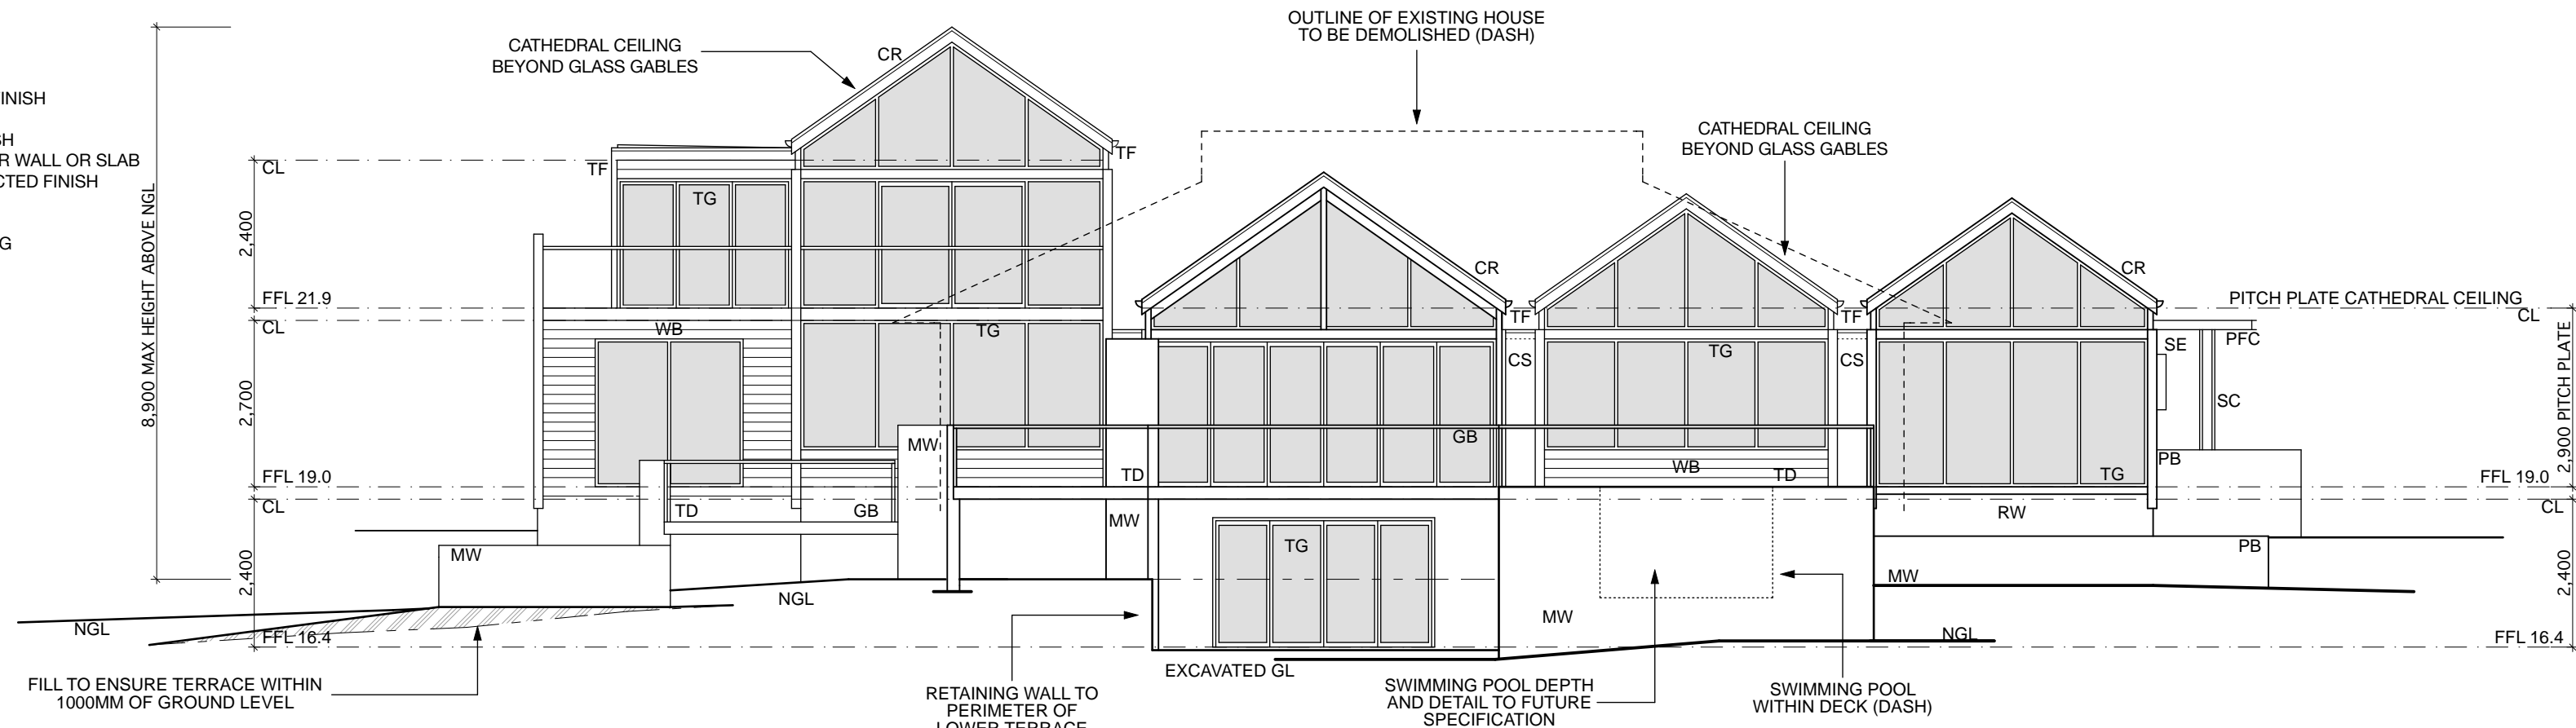 OUTLINE OF EXISTING HOUSE
TO BE DEMOLISHED (DASH)
CATHEDRAL CEILING
BEYOND GLASS GABLES
CR
INISH
SH
R WALL OR SLAB
CTED FINISH
G
CATHEDRAL CEILING
BEYOND GLASS GABLES
8,900 MAX HEIGHT ABOVE NGL
CL
TF
TF
TG
2,400
FFL 21.9
CL
WB
TG
CR
TF
TF
CR
PITCH PLATE CATHEDRAL CEILING
CL
CS
TG
CS
SE
PFC
SC
2,900 PITCH PLATE
2,700
MW
GB
TD
WB
TD
TG
PB
FFL 19.0
FFL 19.0
CL
CL
TD
GB
MW
RW
PB
MW
TG
MW
2,400
2,400
NGL
NGL
MW
NGL
FFL 16.4
FFL 16.4
EXCAVATED GL
FILL TO ENSURE TERRACE WITHIN
1000MM OF GROUND LEVEL
RETAINING WALL TO
PERIMETER OF
LOWER TERRACE
SWIMMING POOL DEPTH
AND DETAIL TO FUTURE
SPECIFICATION
SWIMMING POOL
WITHIN DECK (DASH)